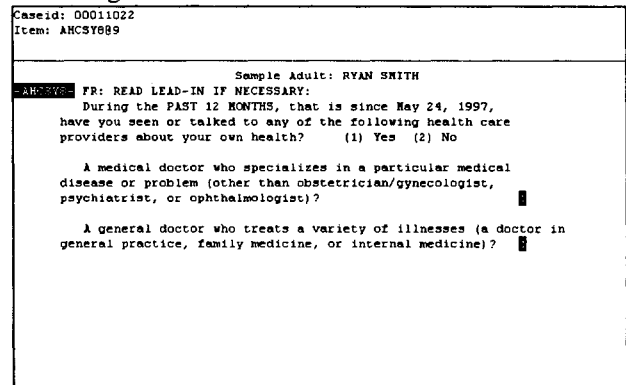 Caseid: 00011022
Item: AHCSY8@9
Sample Adult: RYAN SMITH
-AHCSY8- FR: READ LEAD-IN IF NECESSARY:
During the PAST 12 MONTHS, that is since May 24, 1997,
have you seen or talked to any of the following health care
providers about your own health? (1) Yes (2) No
A medical doctor who specializes in a particular medical
disease or problem (other than obstetrician/gynecologist,
psychiatrist, or ophthalmologist)?
A general doctor who treats a variety of illnesses (a doctor in
general practice, family medicine, or internal medicine)?